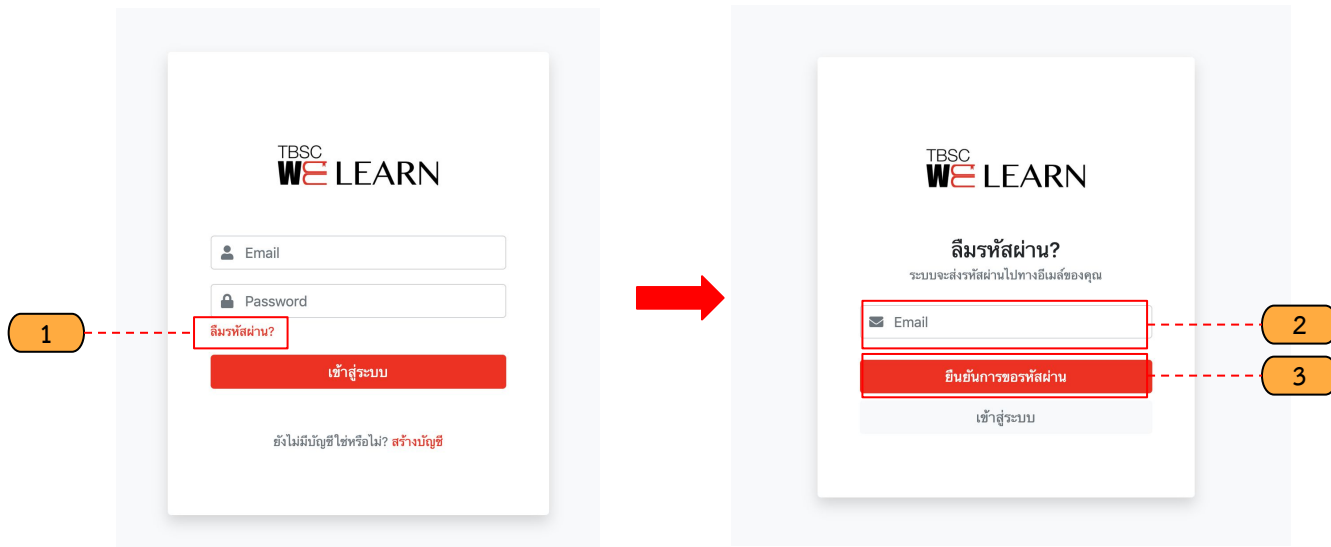 TBSC
WE LEARN
Email
Password
ลืมรหัสผ่าน?
เข้าสู่ระบบ
ยังไม่มีบัญชีใช่หรือไม่? สร้างบัญชี
1
TBSC
WE LEARN
ลืมรหัสผ่าน?
ระบบจะส่งรหัสผ่านไปทางอีเมล์ของคุณ
Email
ยืนยันการขอรหัสผ่าน
เข้าสู่ระบบ
2
3